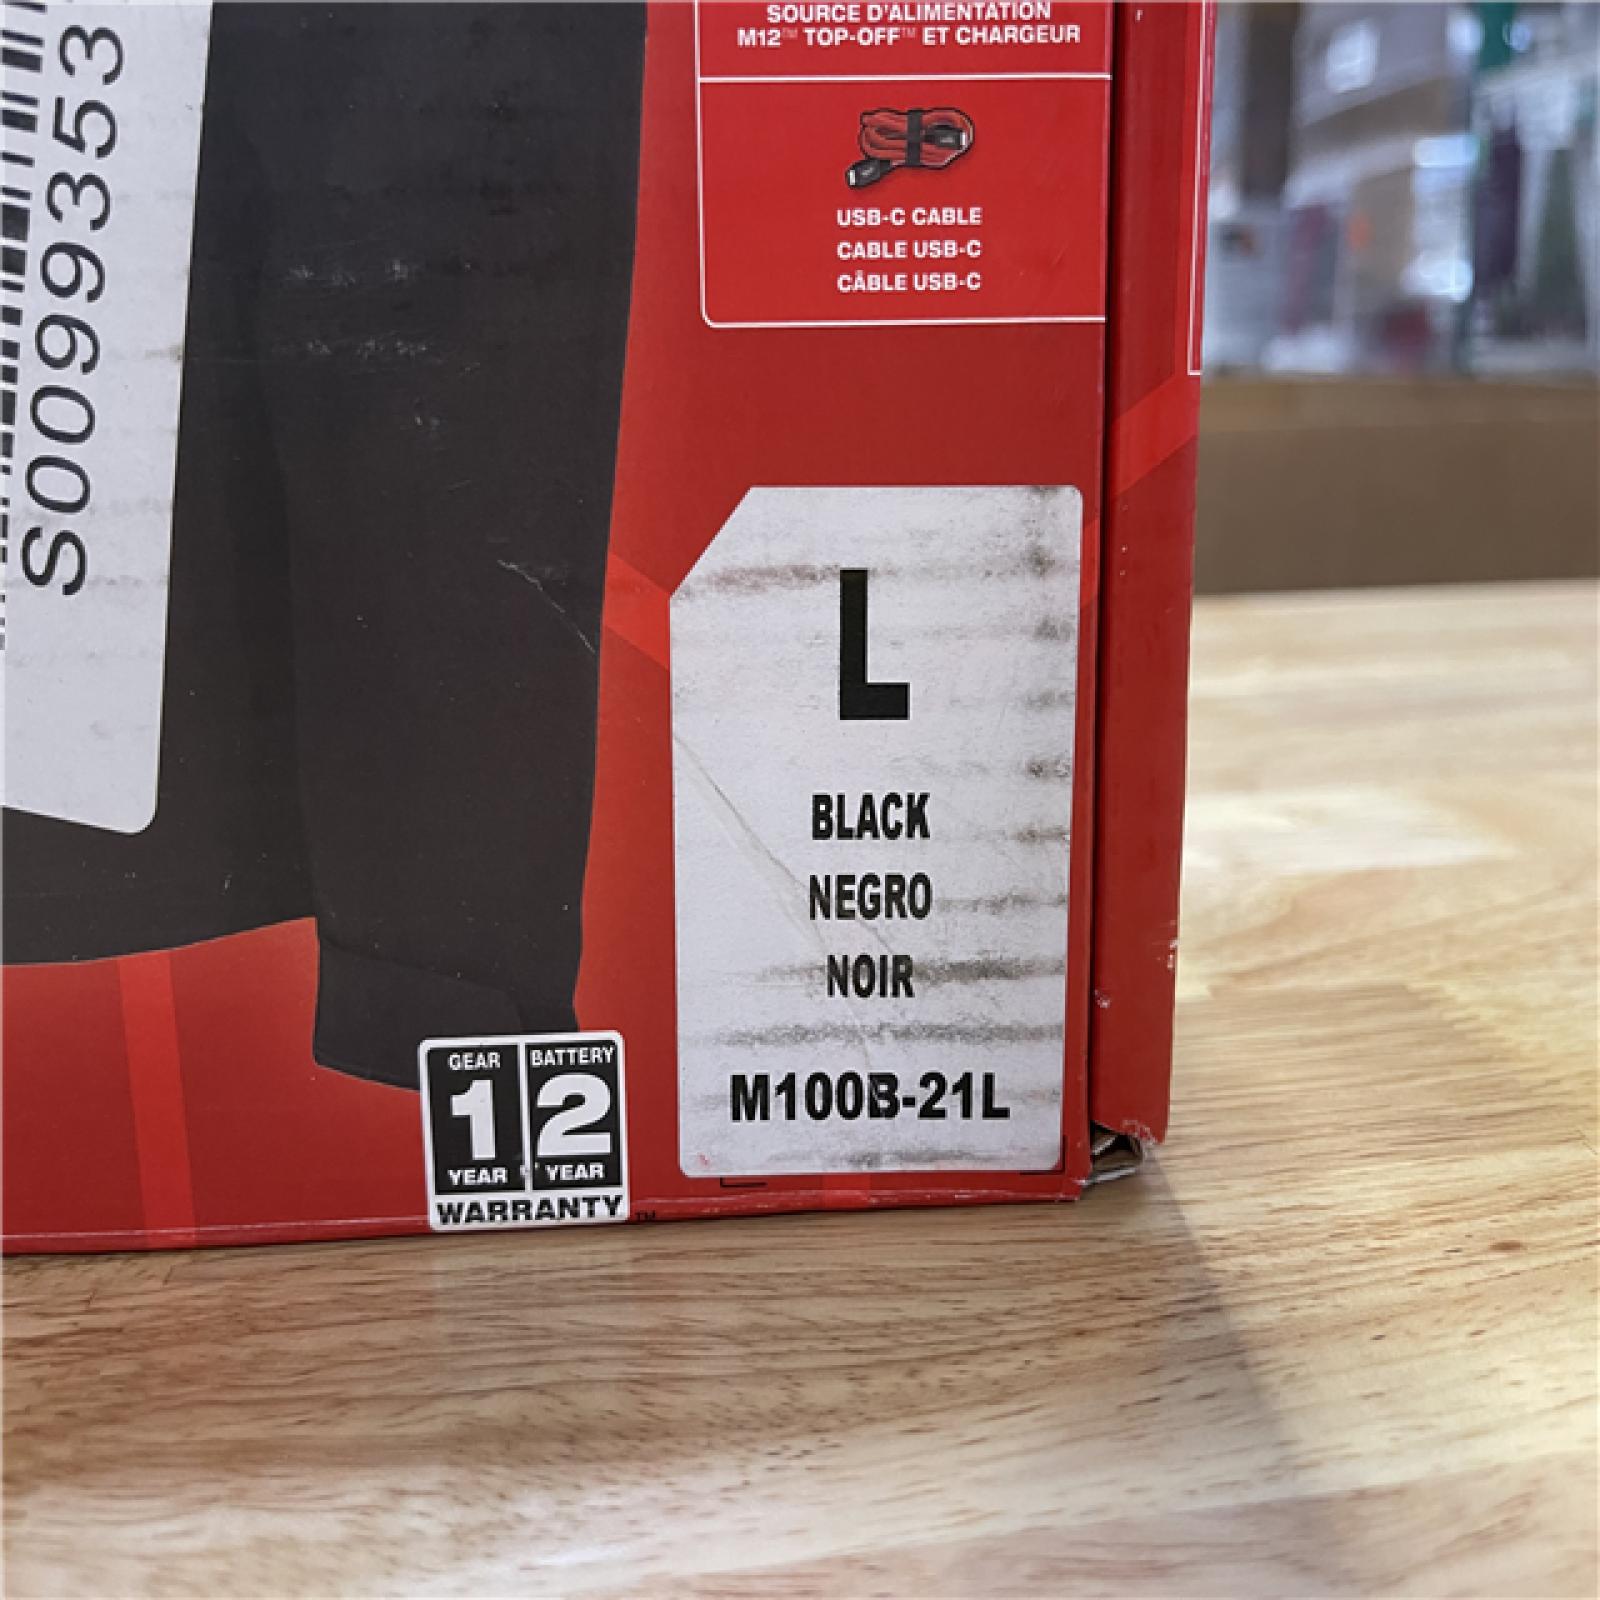 S0099353
SOURCE D'ALIMENTATION
M12™ TOP-OFF™ ET CHARGEUR
USB-C CABLE
CABLE USB-C
CÂBLE USB-C
L
BLACK
NEGRO
NOIR
M100B-21L
GEAR BATTERY
1 2
YEAR YEAR
WARRANTY™